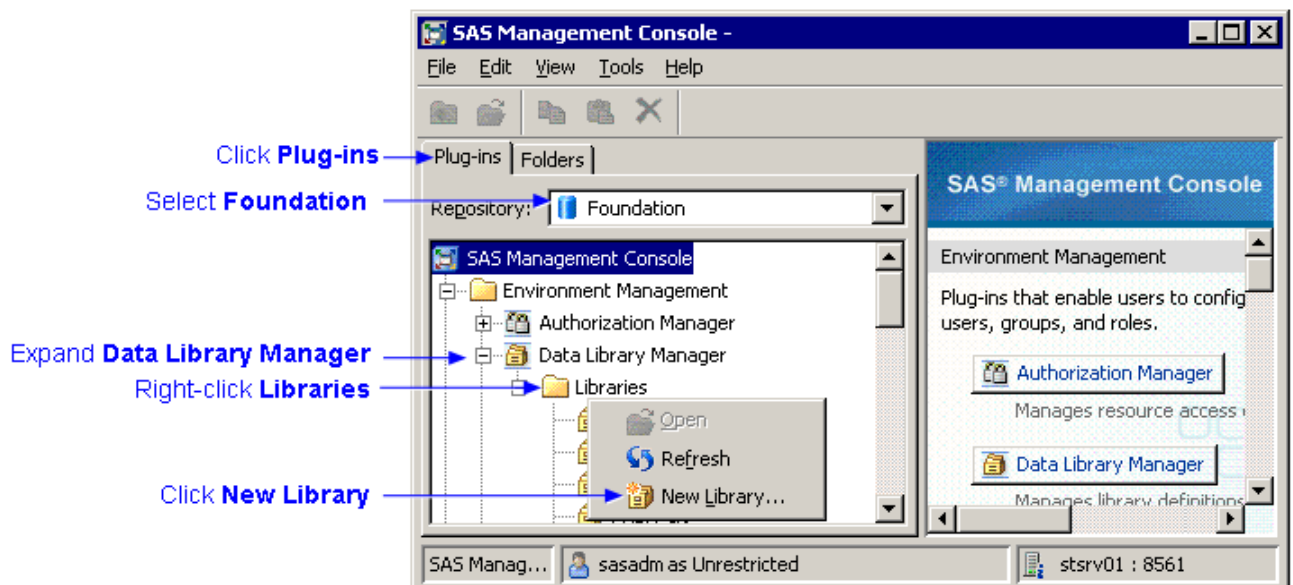 SAS Management Console -
File Edit View Tools Help
Click Plug-ins
Plug-ins Folders
Select Foundation
Repository: Foundation
SAS Management Console
Environment Management
Authorization Manager
Expand Data Library Manager
Data Library Manager
Right-click Libraries
Libraries
Open
Refresh
Click New Library
New Library...
SAS® Management Console
Environment Management
Plug-ins that enable users to config
users, groups, and roles.
Authorization Manager
Manages resource access
Data Library Manager
Manages library definitions
SAS Manag... sasadm as Unrestricted stsrv01 : 8561